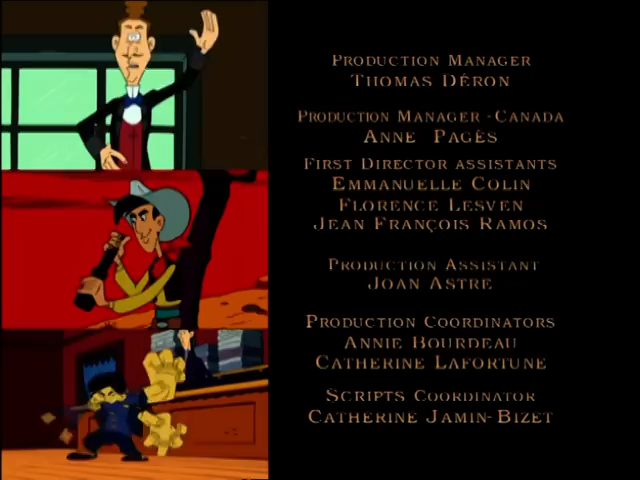 Production Manager
Thomas Déron
Production Manager - Canada
Anne Pagès
First Director assistants
Emmanuelle Colin
Florence Lesven
Jean François Ramos
Production Assistant
Joan Astre
Production Coordinators
Annie Bourdeau
Catherine Lafortune
Scripts Coordinator
Catherine Jamin-Bizet